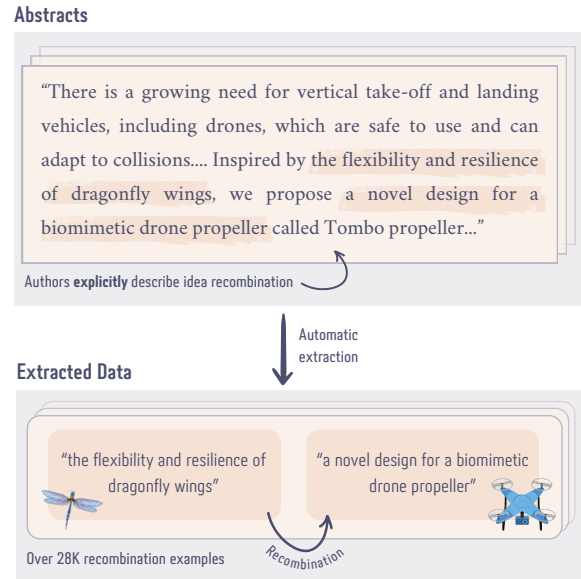 Abstracts
“There is a growing need for vertical take-off and landing
vehicles, including drones, which are safe to use and can
adapt to collisions.... Inspired by the flexibility and resilience
of dragonfly wings, we propose a novel design for a
biomimetic drone propeller called Tombo propeller...”
Authors explicitly describe idea recombination
Automatic
extraction
Extracted Data
“the flexibility and resilience of
dragonfly wings”
“a novel design for a biomimetic
drone propeller”
Recombination
Over 28K recombination examples